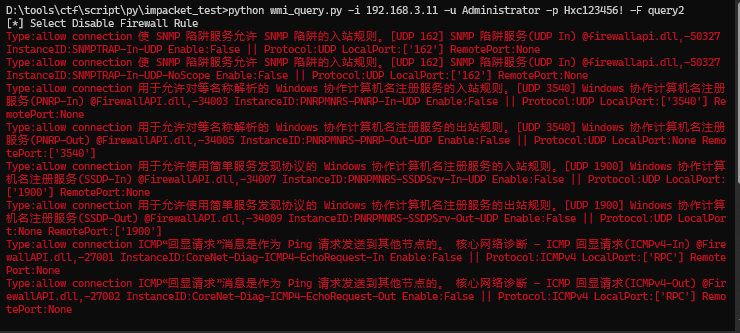 D:\tools\ctf\script\py\impacket_test>python wmi_query.py -i 192.168.3.11 -u Administrator -p Hxc123456! -F query2
[*] Select Disable Firewall Rule
Type:allow connection 使 SNMP 陷阱服务允许 SNMP 陷阱的入站规则。[UDP 162] SNMP 陷阱服务(UDP In) @firewallapi.dll,-50327
InstanceID:SNMPTRAP-In-UDP Enable:False || Protocol:UDP LocalPort:['162'] RemotePort:None
Type:allow connection 使 SNMP 陷阱服务允许 SNMP 陷阱的入站规则。[UDP 162] SNMP 陷阱服务(UDP In) @firewallapi.dll,-50327
InstanceID:SNMPTRAP-In-UDP-NoScope Enable:False || Protocol:UDP LocalPort:['162'] RemotePort:None
Type:allow connection 用于允许对等名称解析的 Windows 协作计算机名注册服务的入站规则。[UDP 3540] Windows 协作计算机名注册
服务(PNRP-In) @FirewallAPI.dll,-34003 InstanceID:PNRPMNRS-PNRP-In-UDP Enable:False || Protocol:UDP LocalPort:['3540'] Re
motePort:None
Type:allow connection 用于允许对等名称解析的 Windows 协作计算机名注册服务的出站规则。[UDP 3540] Windows 协作计算机名注册
服务(PNRP-Out) @FirewallAPI.dll,-34005 InstanceID:PNRPMNRS-PNRP-Out-UDP Enable:False || Protocol:UDP LocalPort:None Remo
tePort:['3540']
Type:allow connection 用于允许使用简单服务发现协议的 Windows 协作计算机名注册服务的入站规则。[UDP 1900] Windows 协作计算
机名注册服务(SSDP-In) @FirewallAPI.dll,-34007 InstanceID:PNRPMNRS-SSDPSrv-In-UDP Enable:False || Protocol:UDP LocalPort:
['1900'] RemotePort:None
Type:allow connection 用于允许使用简单服务发现协议的 Windows 协作计算机名注册服务的出站规则。[UDP 1900] Windows 协作计算
机名注册服务(SSDP-Out) @FirewallAPI.dll,-34009 InstanceID:PNRPMNRS-SSDPSrv-Out-UDP Enable:False || Protocol:UDP LocalPor
t:None RemotePort:['1900']
Type:allow connection ICMP“回显请求”消息是作为 Ping 请求发送到其他节点的。 核心网络诊断 - ICMP 回显请求(ICMPv4-In) @Fire
wallAPI.dll,-27001 InstanceID:CoreNet-Diag-ICMP4-EchoRequest-In Enable:False || Protocol:ICMPv4 LocalPort:['RPC'] Remote
Port:None
Type:allow connection ICMP“回显请求”消息是作为 Ping 请求发送到其他节点的。 核心网络诊断 - ICMP 回显请求(ICMPv4-Out) @Fir
ewallAPI.dll,-27002 InstanceID:CoreNet-Diag-ICMP4-EchoRequest-Out Enable:False || Protocol:ICMPv4 LocalPort:['RPC'] Remo
tePort:None